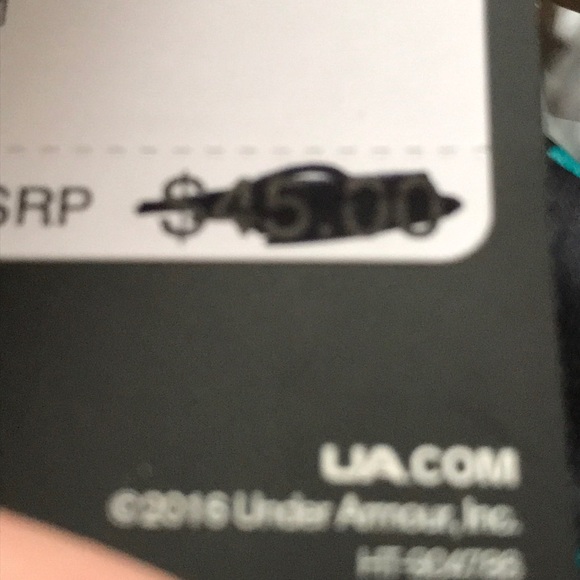 SRP $45.00
UA.COM
©2016 Under Armour, Inc.